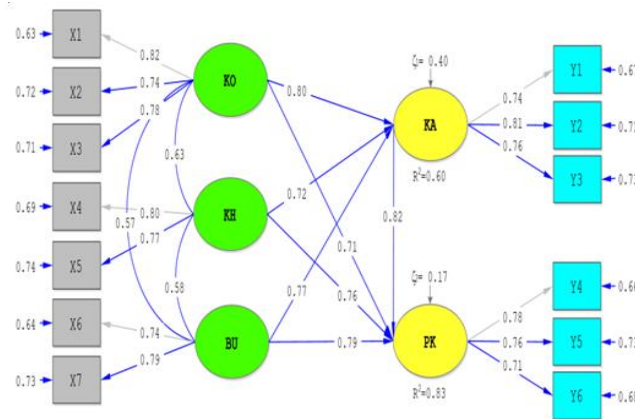 0.63 X1
0.72 X2
0.71 X3
0.69 X4
0.74 X5
0.64 X6
0.73 X7
0.82
0.74
0.78
0.80
0.77
0.74
0.79
0.57
0.63
0.58
KO
KH
BU
0.80
0.71
0.72
0.76
0.77
0.79
0.82
ζ= 0.40
KA
R²=0.60
ζ= 0.17
PK
R²=0.83
0.74
0.81
0.76
0.78
0.76
0.71
Y1
Y2
Y3
Y4
Y5
Y6